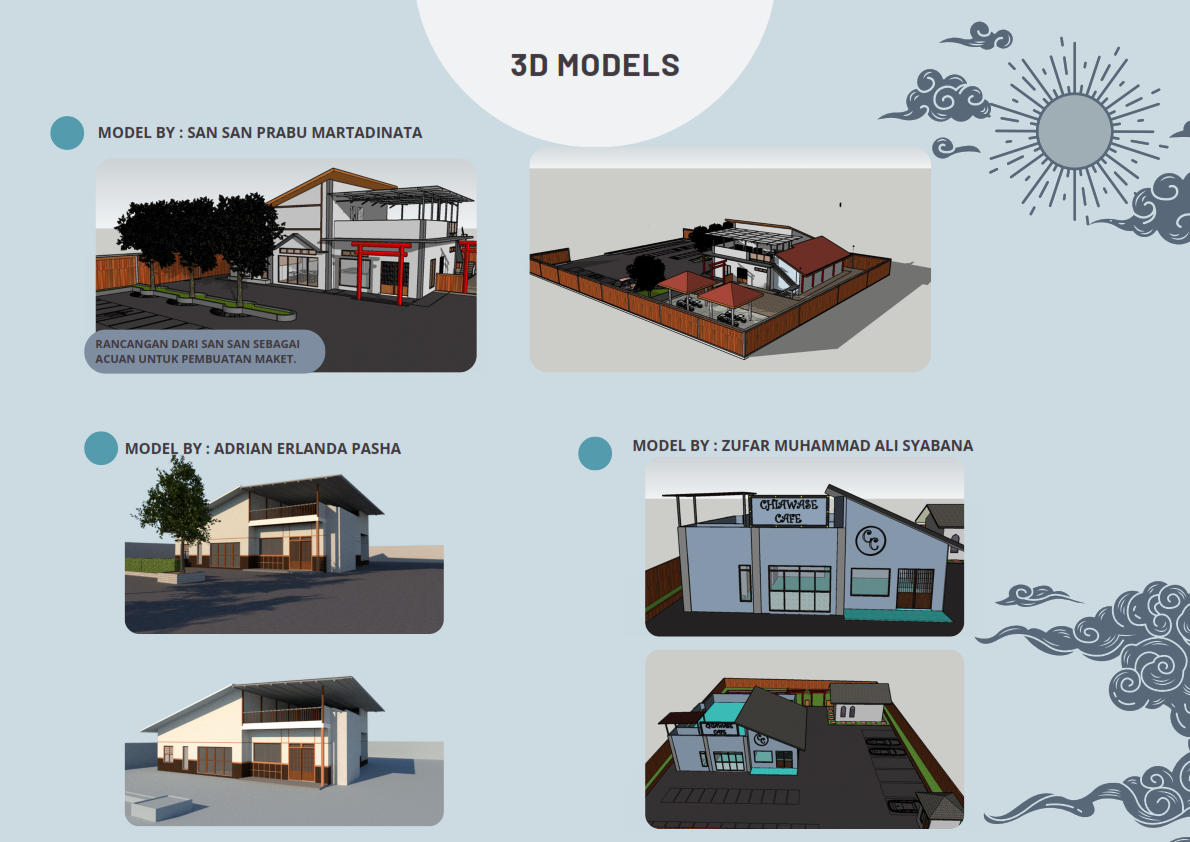 3D MODELS
MODEL BY : SAN SAN PRABU MARTADINATA
RANCANGAN DARI SAN SAN SEBAGAI
ACUAN UNTUK PEMBUATAN MAKET.
MODEL BY : ADRIAN ERLANDA PASHA
MODEL BY : ZUFAR MUHAMMAD ALI SYABANA
CHIAWASE
CAFE
CC
CAFE
CC